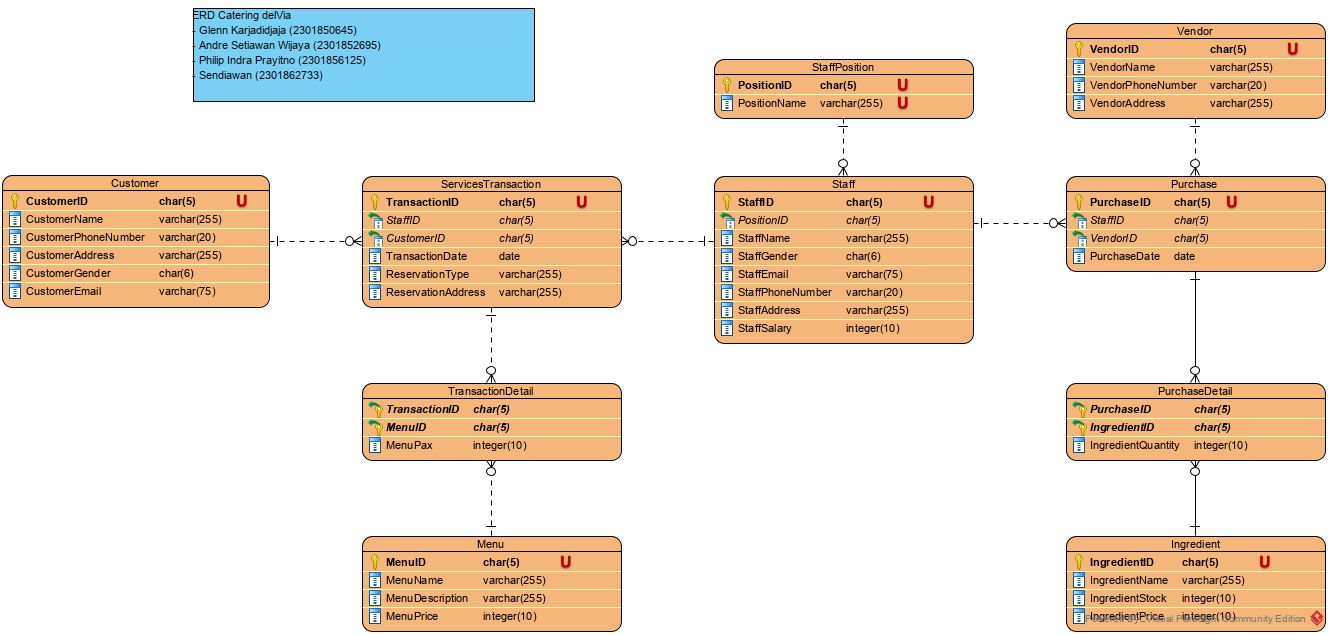 ERD Catering delVia
- Glenn Karjadidjaja (2301850645)
- Andre Setiawan Wijaya (2301852695)
- Philip Indra Prayitno (2301856125)
- Sendiawan (2301862733)
StaffPosition
PositionID char(5) U
PositionName varchar(255) U
Vendor
VendorID char(5) U
VendorName varchar(255)
VendorPhoneNumber varchar(20)
VendorAddress varchar(255)
Customer
CustomerID char(5) U
CustomerName varchar(255)
CustomerPhoneNumber varchar(20)
CustomerAddress varchar(255)
CustomerGender char(6)
CustomerEmail varchar(75)
ServicesTransaction
TransactionID char(5) U
StaffID char(5)
CustomerID char(5)
TransactionDate date
ReservationType varchar(255)
ReservationAddress varchar(255)
Staff
StaffID char(5) U
PositionID char(5)
StaffName varchar(255)
StaffGender char(6)
StaffEmail varchar(75)
StaffPhoneNumber varchar(20)
StaffAddress varchar(255)
StaffSalary integer(10)
Purchase
PurchaseID char(5) U
StaffID char(5)
VendorID char(5)
PurchaseDate date
TransactionDetail
TransactionID char(5)
MenuID char(5)
MenuPax integer(10)
PurchaseDetail
PurchaseID char(5)
IngredientID char(5)
IngredientQuantity integer(10)
Menu
MenuID char(5) U
MenuName varchar(255)
MenuDescription varchar(255)
MenuPrice integer(10)
Ingredient
IngredientID char(5) U
IngredientName varchar(255)
IngredientStock integer(10)
IngredientPrice integer(10)
Powered By Visual Paradigm Community Edition